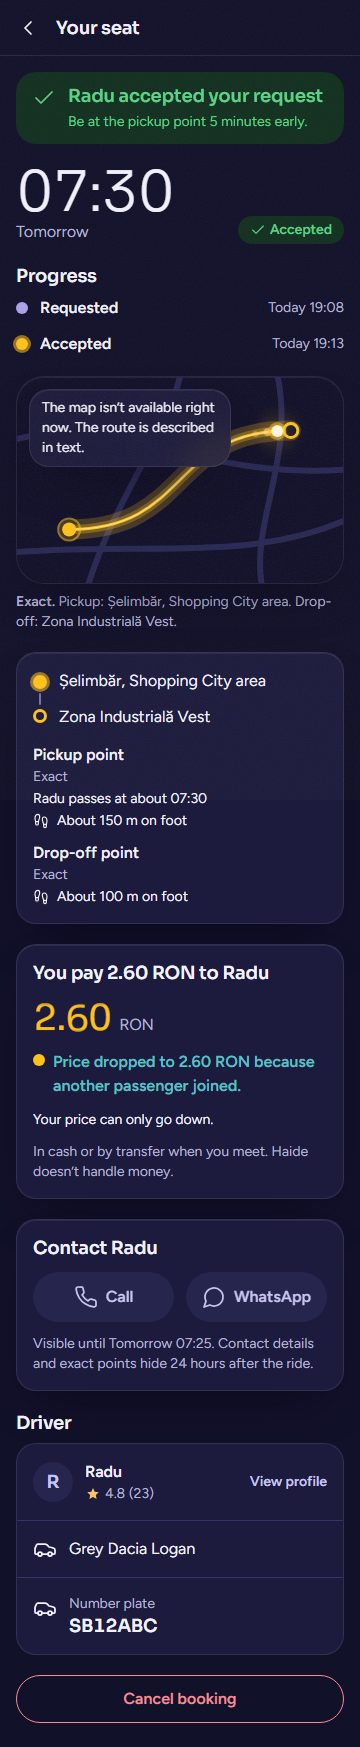 Your seat
Radu accepted your request
Be at the pickup point 5 minutes early.
07:30
Tomorrow
Accepted
Progress
Requested
Today 19:08
Accepted
Today 19:13
The map isn’t available right
now. The route is described
in text.
Exact. Pickup: Șelimbăr, Shopping City area. Drop-
off: Zona Industrială Vest.
Șelimbăr, Shopping City area
Zona Industrială Vest
Pickup point
Exact
Radu passes at about 07:30
About 150 m on foot
Drop-off point
Exact
About 100 m on foot
You pay 2.60 RON to Radu
2.60 RON
Price dropped to 2.60 RON because
another passenger joined.
Your price can only go down.
In cash or by transfer when you meet. Haide
doesn’t handle money.
Contact Radu
Call
WhatsApp
Visible until Tomorrow 07:25. Contact details
and exact points hide 24 hours after the ride.
Driver
R
Radu
4.8 (23)
View profile
Grey Dacia Logan
Number plate
SB12ABC
Cancel booking